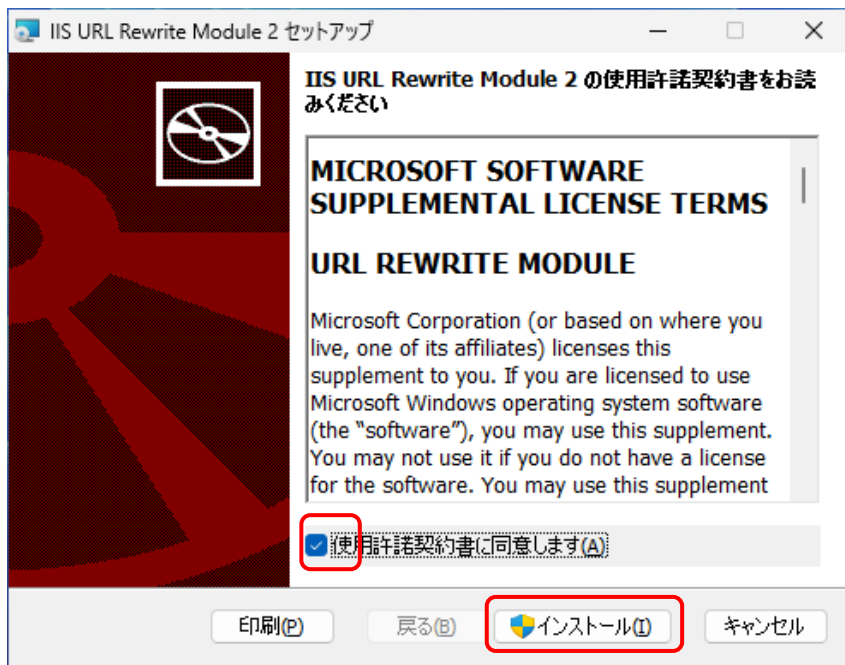 IIS URL Rewrite Module 2 セットアップ
IIS URL Rewrite Module 2 の使用許諾契約書をお読
みください
MICROSOFT SOFTWARE
SUPPLEMENTAL LICENSE TERMS
URL REWRITE MODULE
Microsoft Corporation (or based on where you
live, one of its affiliates) licenses this
supplement to you. If you are licensed to use
Microsoft Windows operating system software
(the “software”), you may use this supplement.
You may not use it if you do not have a license
for the software. You may use this supplement
使用許諾契約書に同意します(A)
印刷(P) 戻る(B) インストール(I) キャンセル